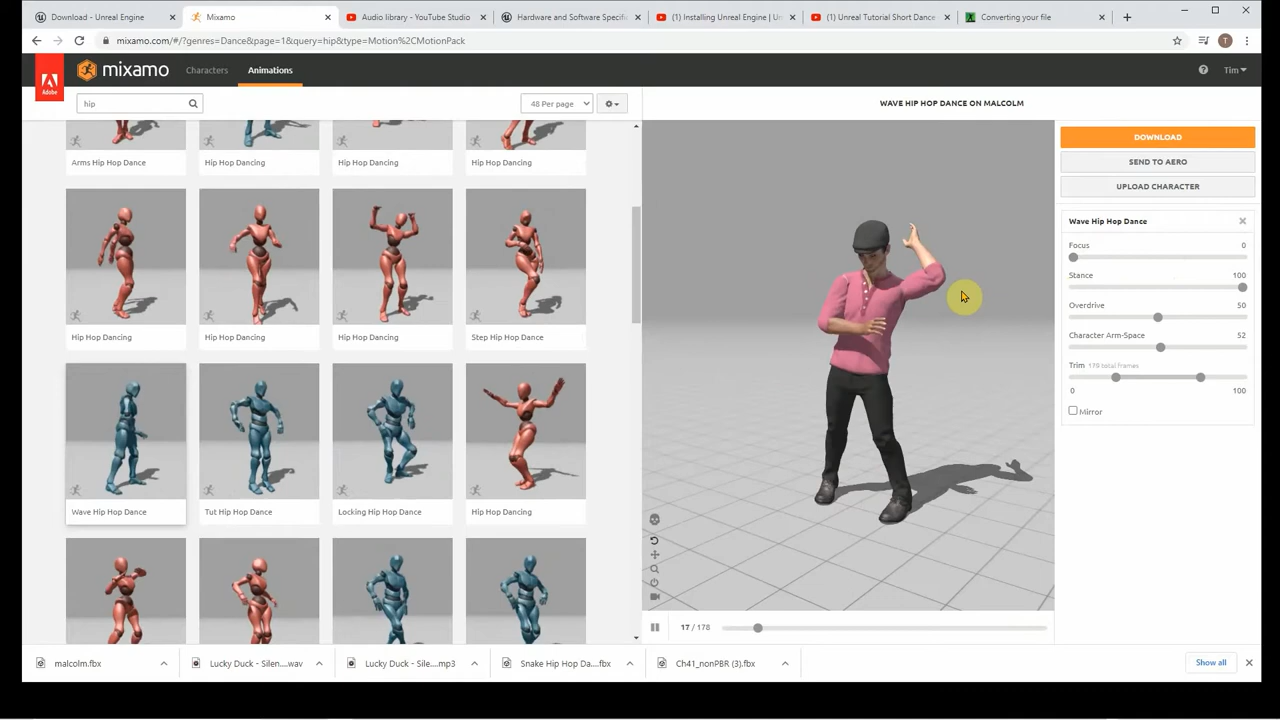 Download - Unreal Engine
Mixamo
Audio library - YouTube Studio
Hardware and Software Specific
(1) Installing Unreal Engine | Un
(1) Unreal Tutorial Short Dance
Converting your file
mixamo.com/#/?genres=Dance&page=1&query=hip&type=Motion%2CMotionPack
T
Adobe
mixamo
Characters
Animations
Tim
hip
48 Per page
WAVE HIP HOP DANCE ON MALCOLM
Arms Hip Hop Dance
Hip Hop Dancing
Hip Hop Dancing
Hip Hop Dancing
Hip Hop Dancing
Hip Hop Dancing
Hip Hop Dancing
Step Hip Hop Dance
Wave Hip Hop Dance
Tut Hip Hop Dance
Locking Hip Hop Dance
Hip Hop Dancing
DOWNLOAD
SEND TO AERO
UPLOAD CHARACTER
Wave Hip Hop Dance
Focus 0
Stance 100
Overdrive 50
Character Arm-Space 52
Trim 179 total frames
0 100
Mirror
17 / 178
malcolm.fbx
Lucky Duck - Silen....wav
Lucky Duck - Sile....mp3
Snake Hip Hop Da....fbx
Ch41_nonPBR (3).fbx
Show all